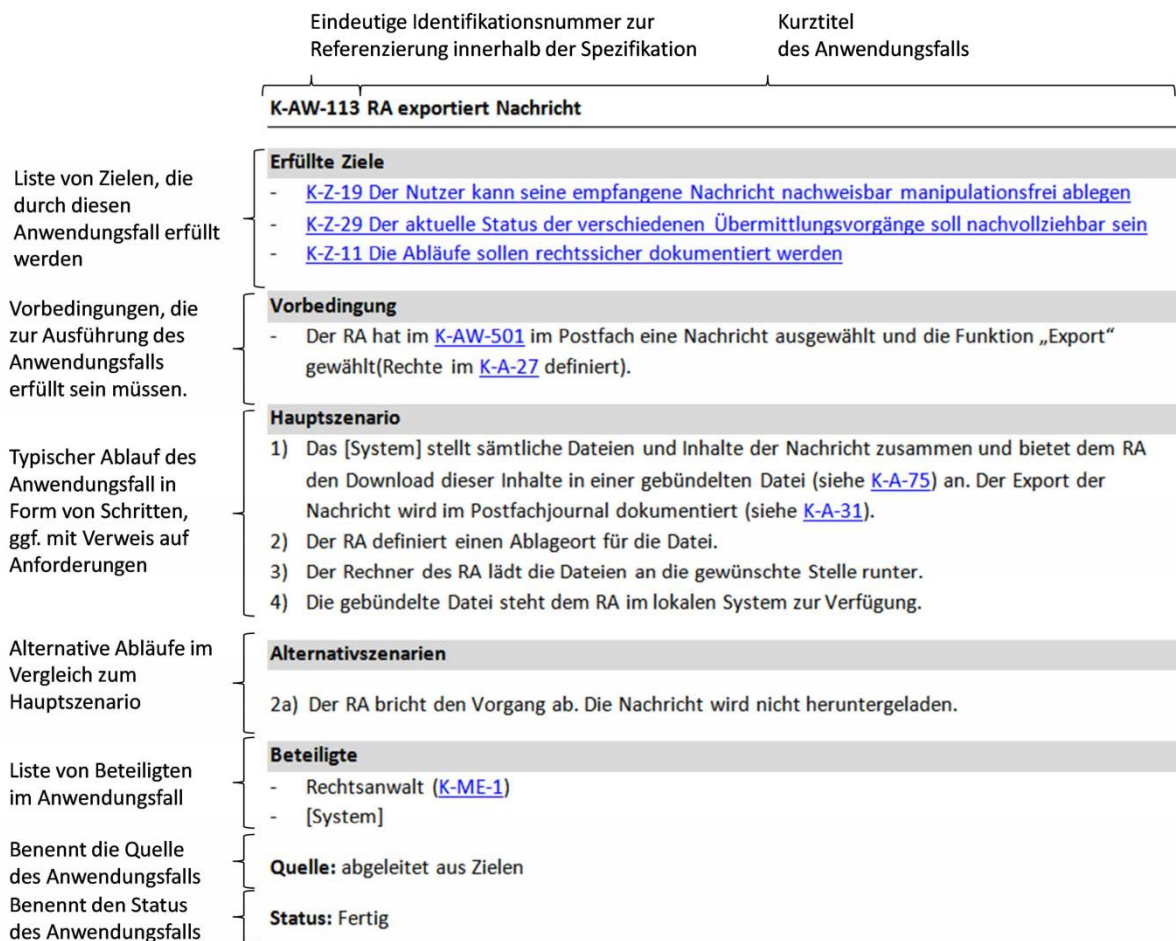 Eindeutige Identifikationsnummer zur
Referenzierung innerhalb der Spezifikation
Kurztitel
des Anwendungsfalls
K-AW-113 RA exportiert Nachricht
Liste von Zielen, die
durch diesen
Anwendungsfall erfüllt
werden
Erfüllte Ziele
- K-Z-19 Der Nutzer kann seine empfangene Nachricht nachweisbar manipulationsfrei ablegen
- K-Z-29 Der aktuelle Status der verschiedenen Übermittlungsvorgänge soll nachvollziehbar sein
- K-Z-11 Die Abläufe sollen rechtssicher dokumentiert werden
Vorbedingungen, die
zur Ausführung des
Anwendungsfalls
erfüllt sein müssen.
Vorbedingung
- Der RA hat im K-AW-501 im Postfach eine Nachricht ausgewählt und die Funktion „Export“
gewählt(Rechte im K-A-27 definiert).
Typischer Ablauf des
Anwendungsfall in
Form von Schritten,
ggf. mit Verweis auf
Anforderungen
Hauptszenario
1) Das [System] stellt sämtliche Dateien und Inhalte der Nachricht zusammen und bietet dem RA
den Download dieser Inhalte in einer gebündelten Datei (siehe K-A-75) an. Der Export der
Nachricht wird im Postfachjournal dokumentiert (siehe K-A-31).
2) Der RA definiert einen Ablageort für die Datei.
3) Der Rechner des RA lädt die Dateien an die gewünschte Stelle runter.
4) Die gebündelte Datei steht dem RA im lokalen System zur Verfügung.
Alternative Abläufe im
Vergleich zum
Hauptszenario
Alternativszenarien
2a) Der RA bricht den Vorgang ab. Die Nachricht wird nicht heruntergeladen.
Liste von Beteiligten
im Anwendungsfall
Beteiligte
- Rechtsanwalt (K-ME-1)
- [System]
Benennt die Quelle
des Anwendungsfalls
Quelle: abgeleitet aus Zielen
Benennt den Status
des Anwendungsfalls
Status: Fertig